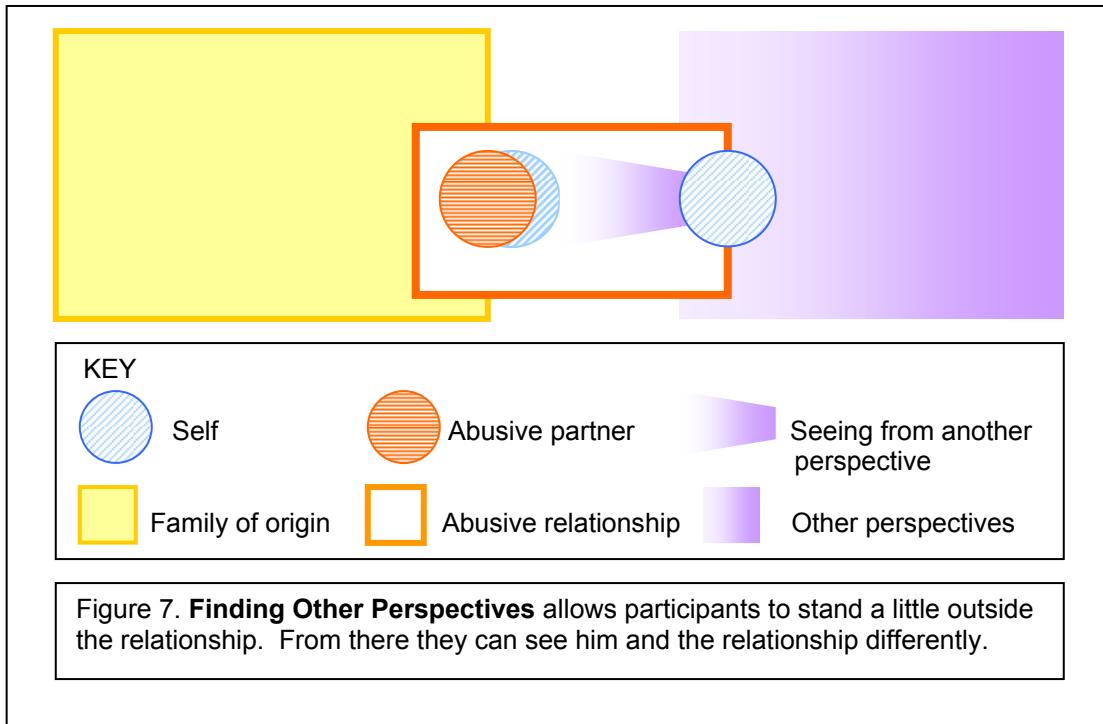 KEY
Self
Abusive partner
Seeing from another
perspective
Family of origin
Abusive relationship
Other perspectives
Figure 7. Finding Other Perspectives allows participants to stand a little outside
the relationship.  From there they can see him and the relationship differently.